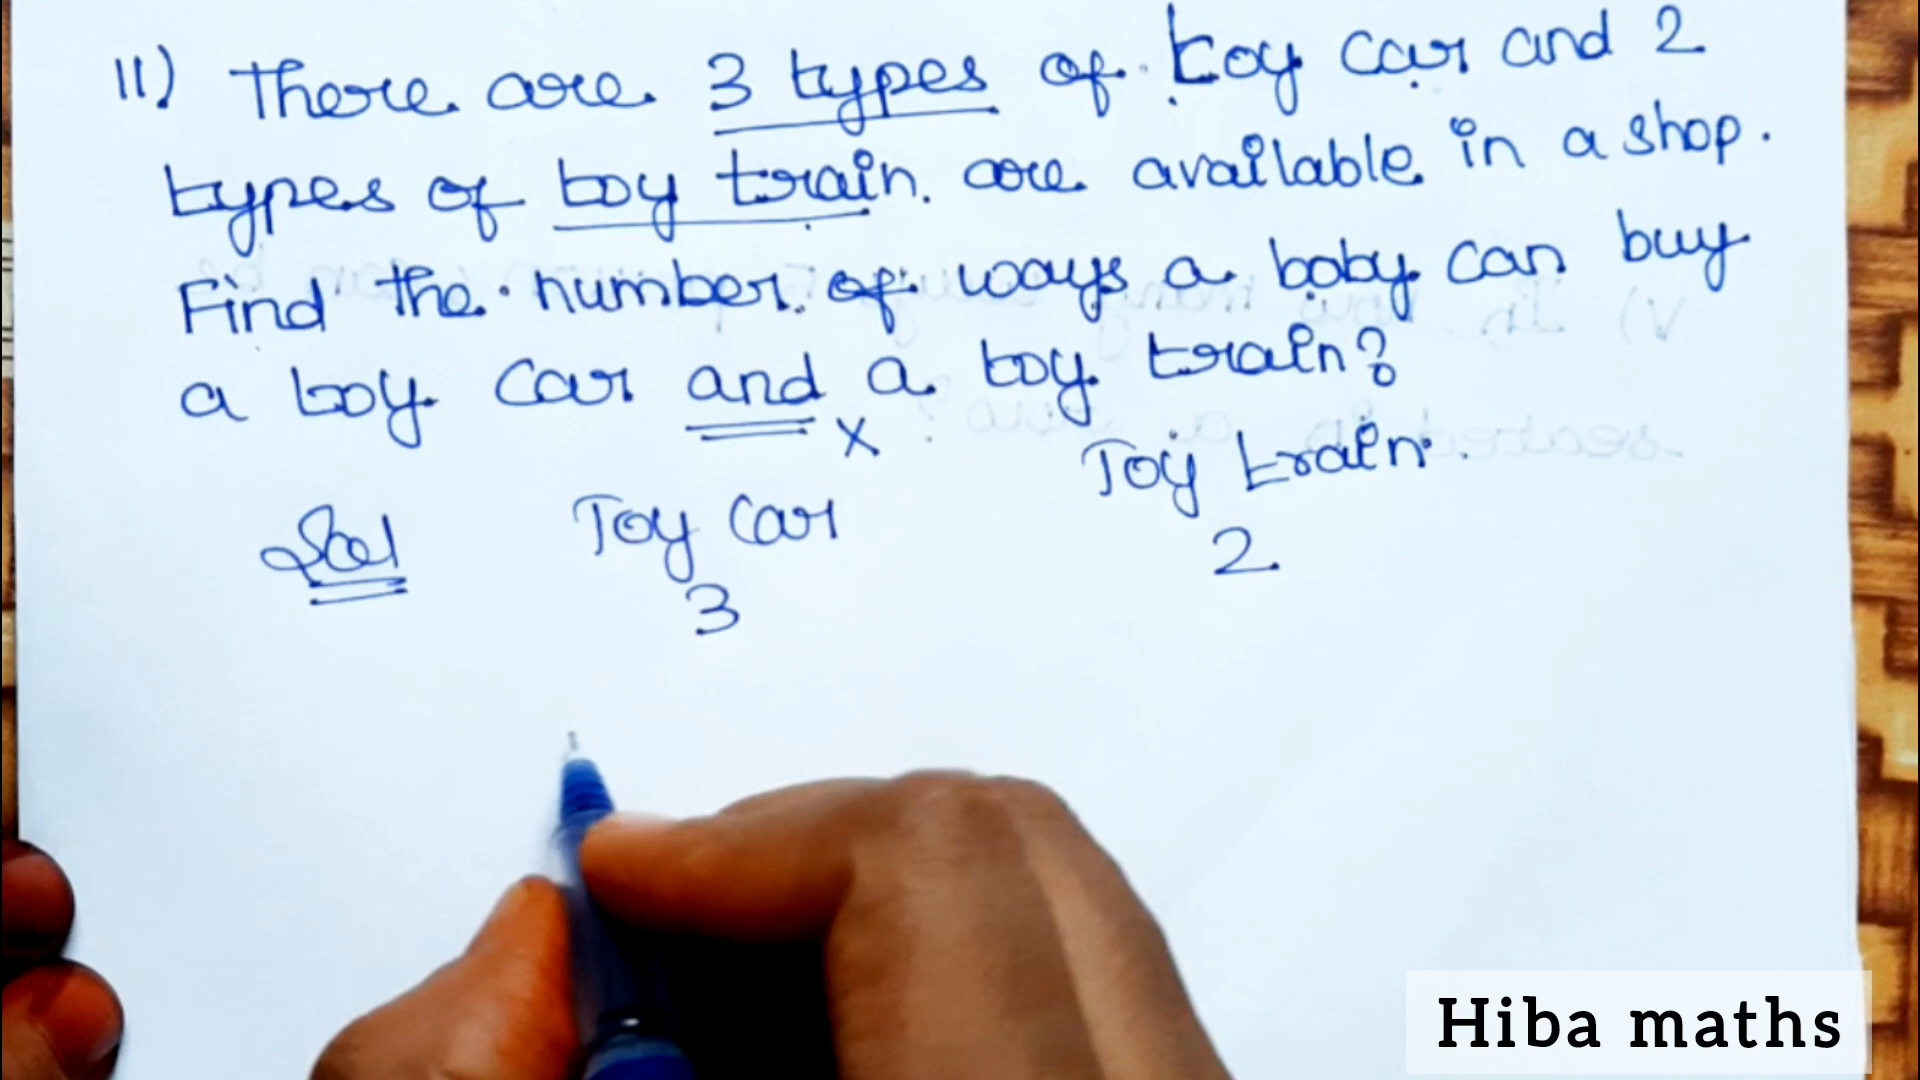 11) There are 3 types of toy car and 2
types of toy train are available in a shop.
Find the number of ways a baby can buy
a toy car and a toy train?
x
Sol Toy car Toy train.
3 2
Hiba maths